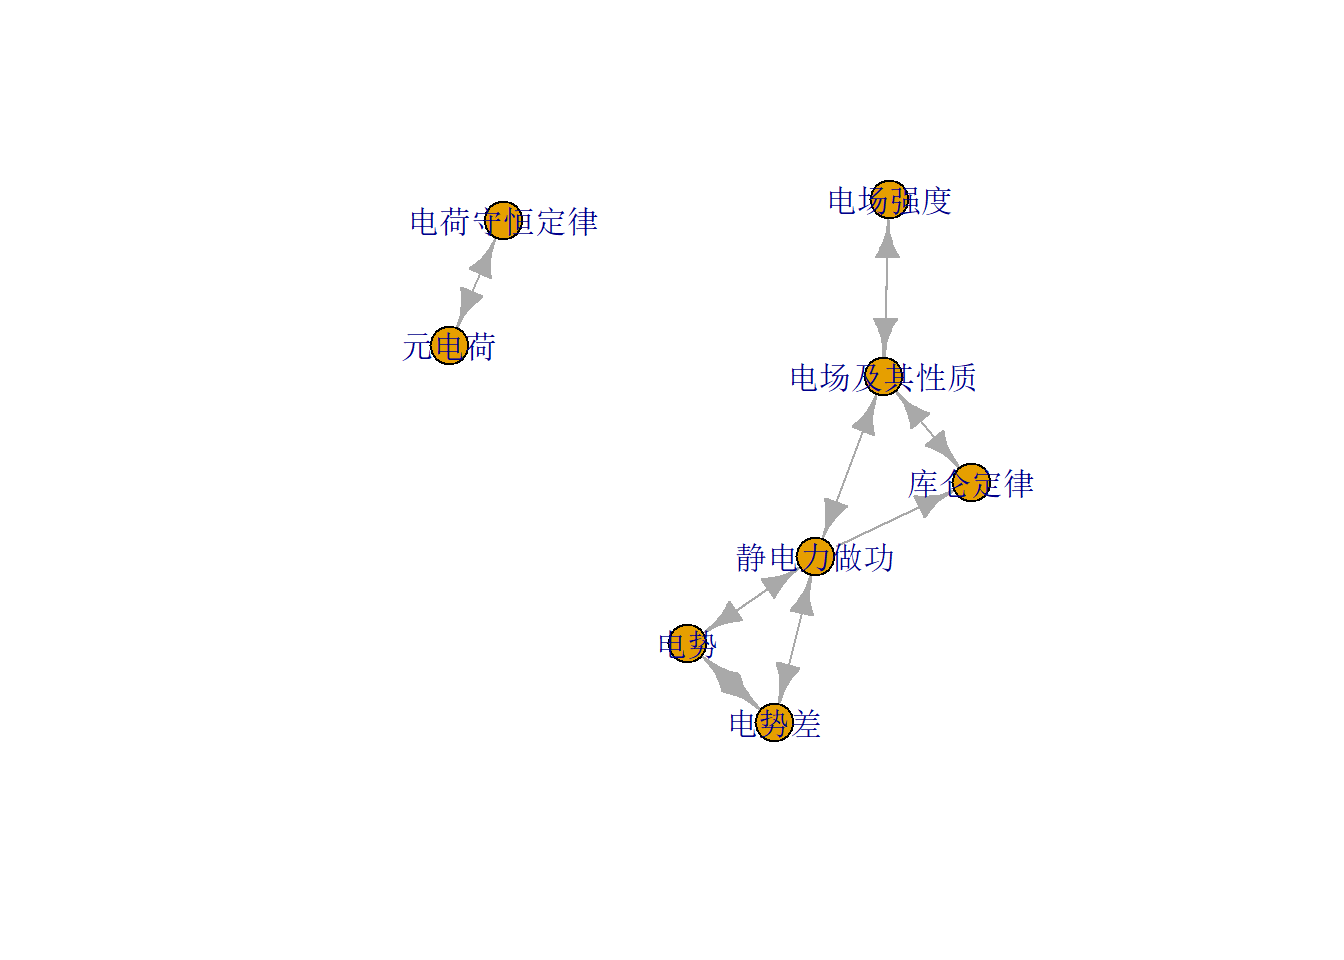 电场强度
电荷守恒定律
元电荷
电场及其性质
库仑定律
静电力做功
电势
电势差